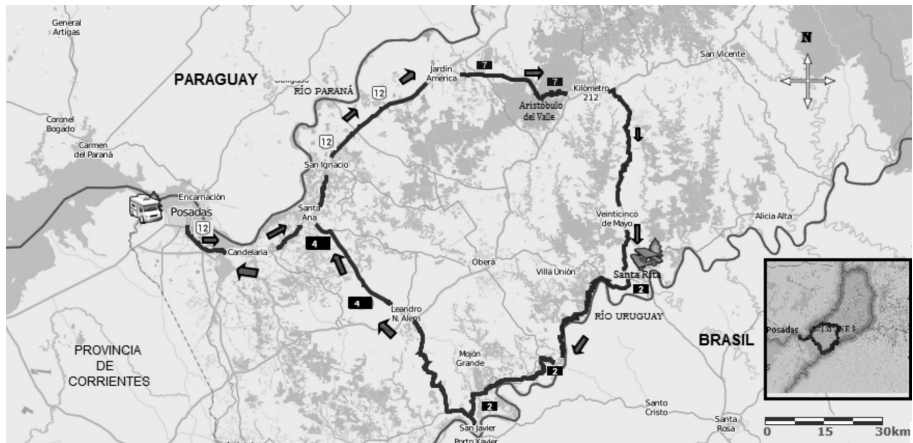 General
Artigas
PARAGUAY
Coronel
Bogado
Carmen
del Paraná
RÍO PARANÁ
12
Jardín
América
7
7
Aristóbulo
del Valle
Kilómetro
212
San Vicente
N
12
San Ignacio
Encarnación
Posadas
12
Santa
Ana
Candelaria
4
4
Leandro
N. Alem
Oberá
Villa Unión
Veinticinco
de Mayo
Alicia Alta
Santa Rita
2
RÍO URUGUAY
BRASIL
PROVINCIA
DE
CORRIENTES
Mojón
Grande
2
2
San Javier
Porto Xavier
Santo
Cristo
Santa
Rosa
Posadas
0 15 30km